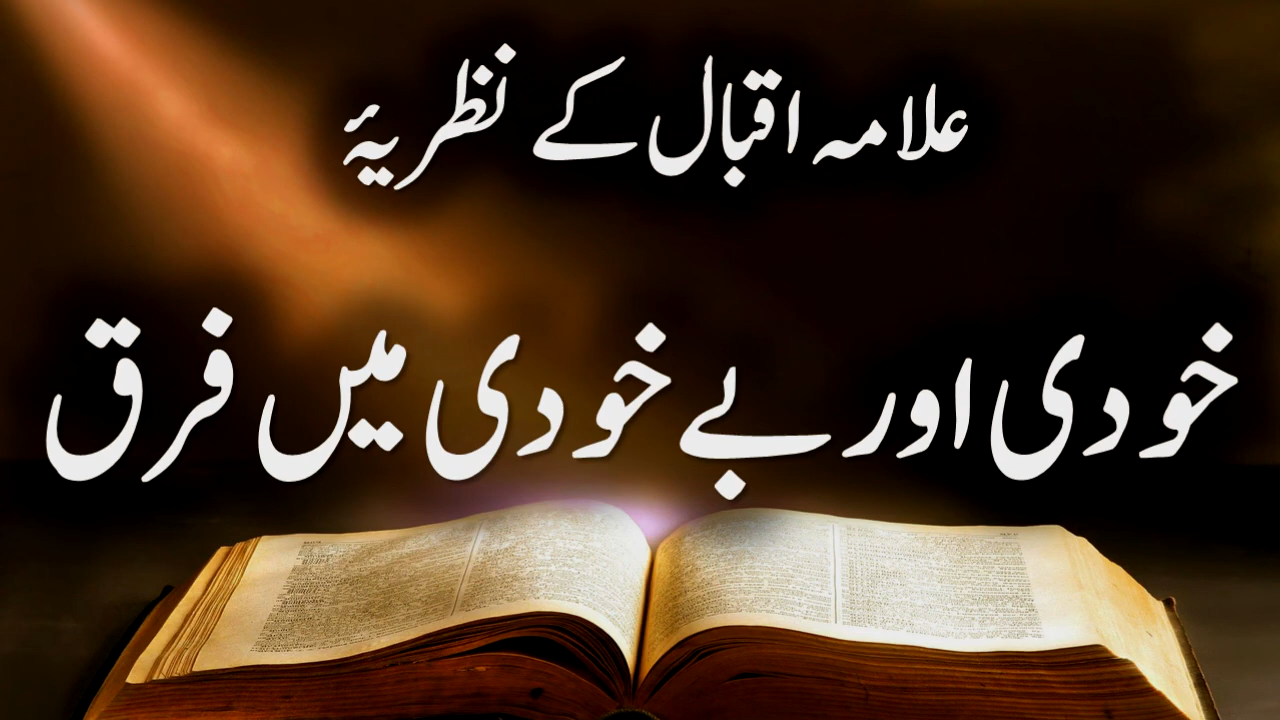 علامہ اقبال کے نظریۂ
خودی اور بے خودی میں فرق